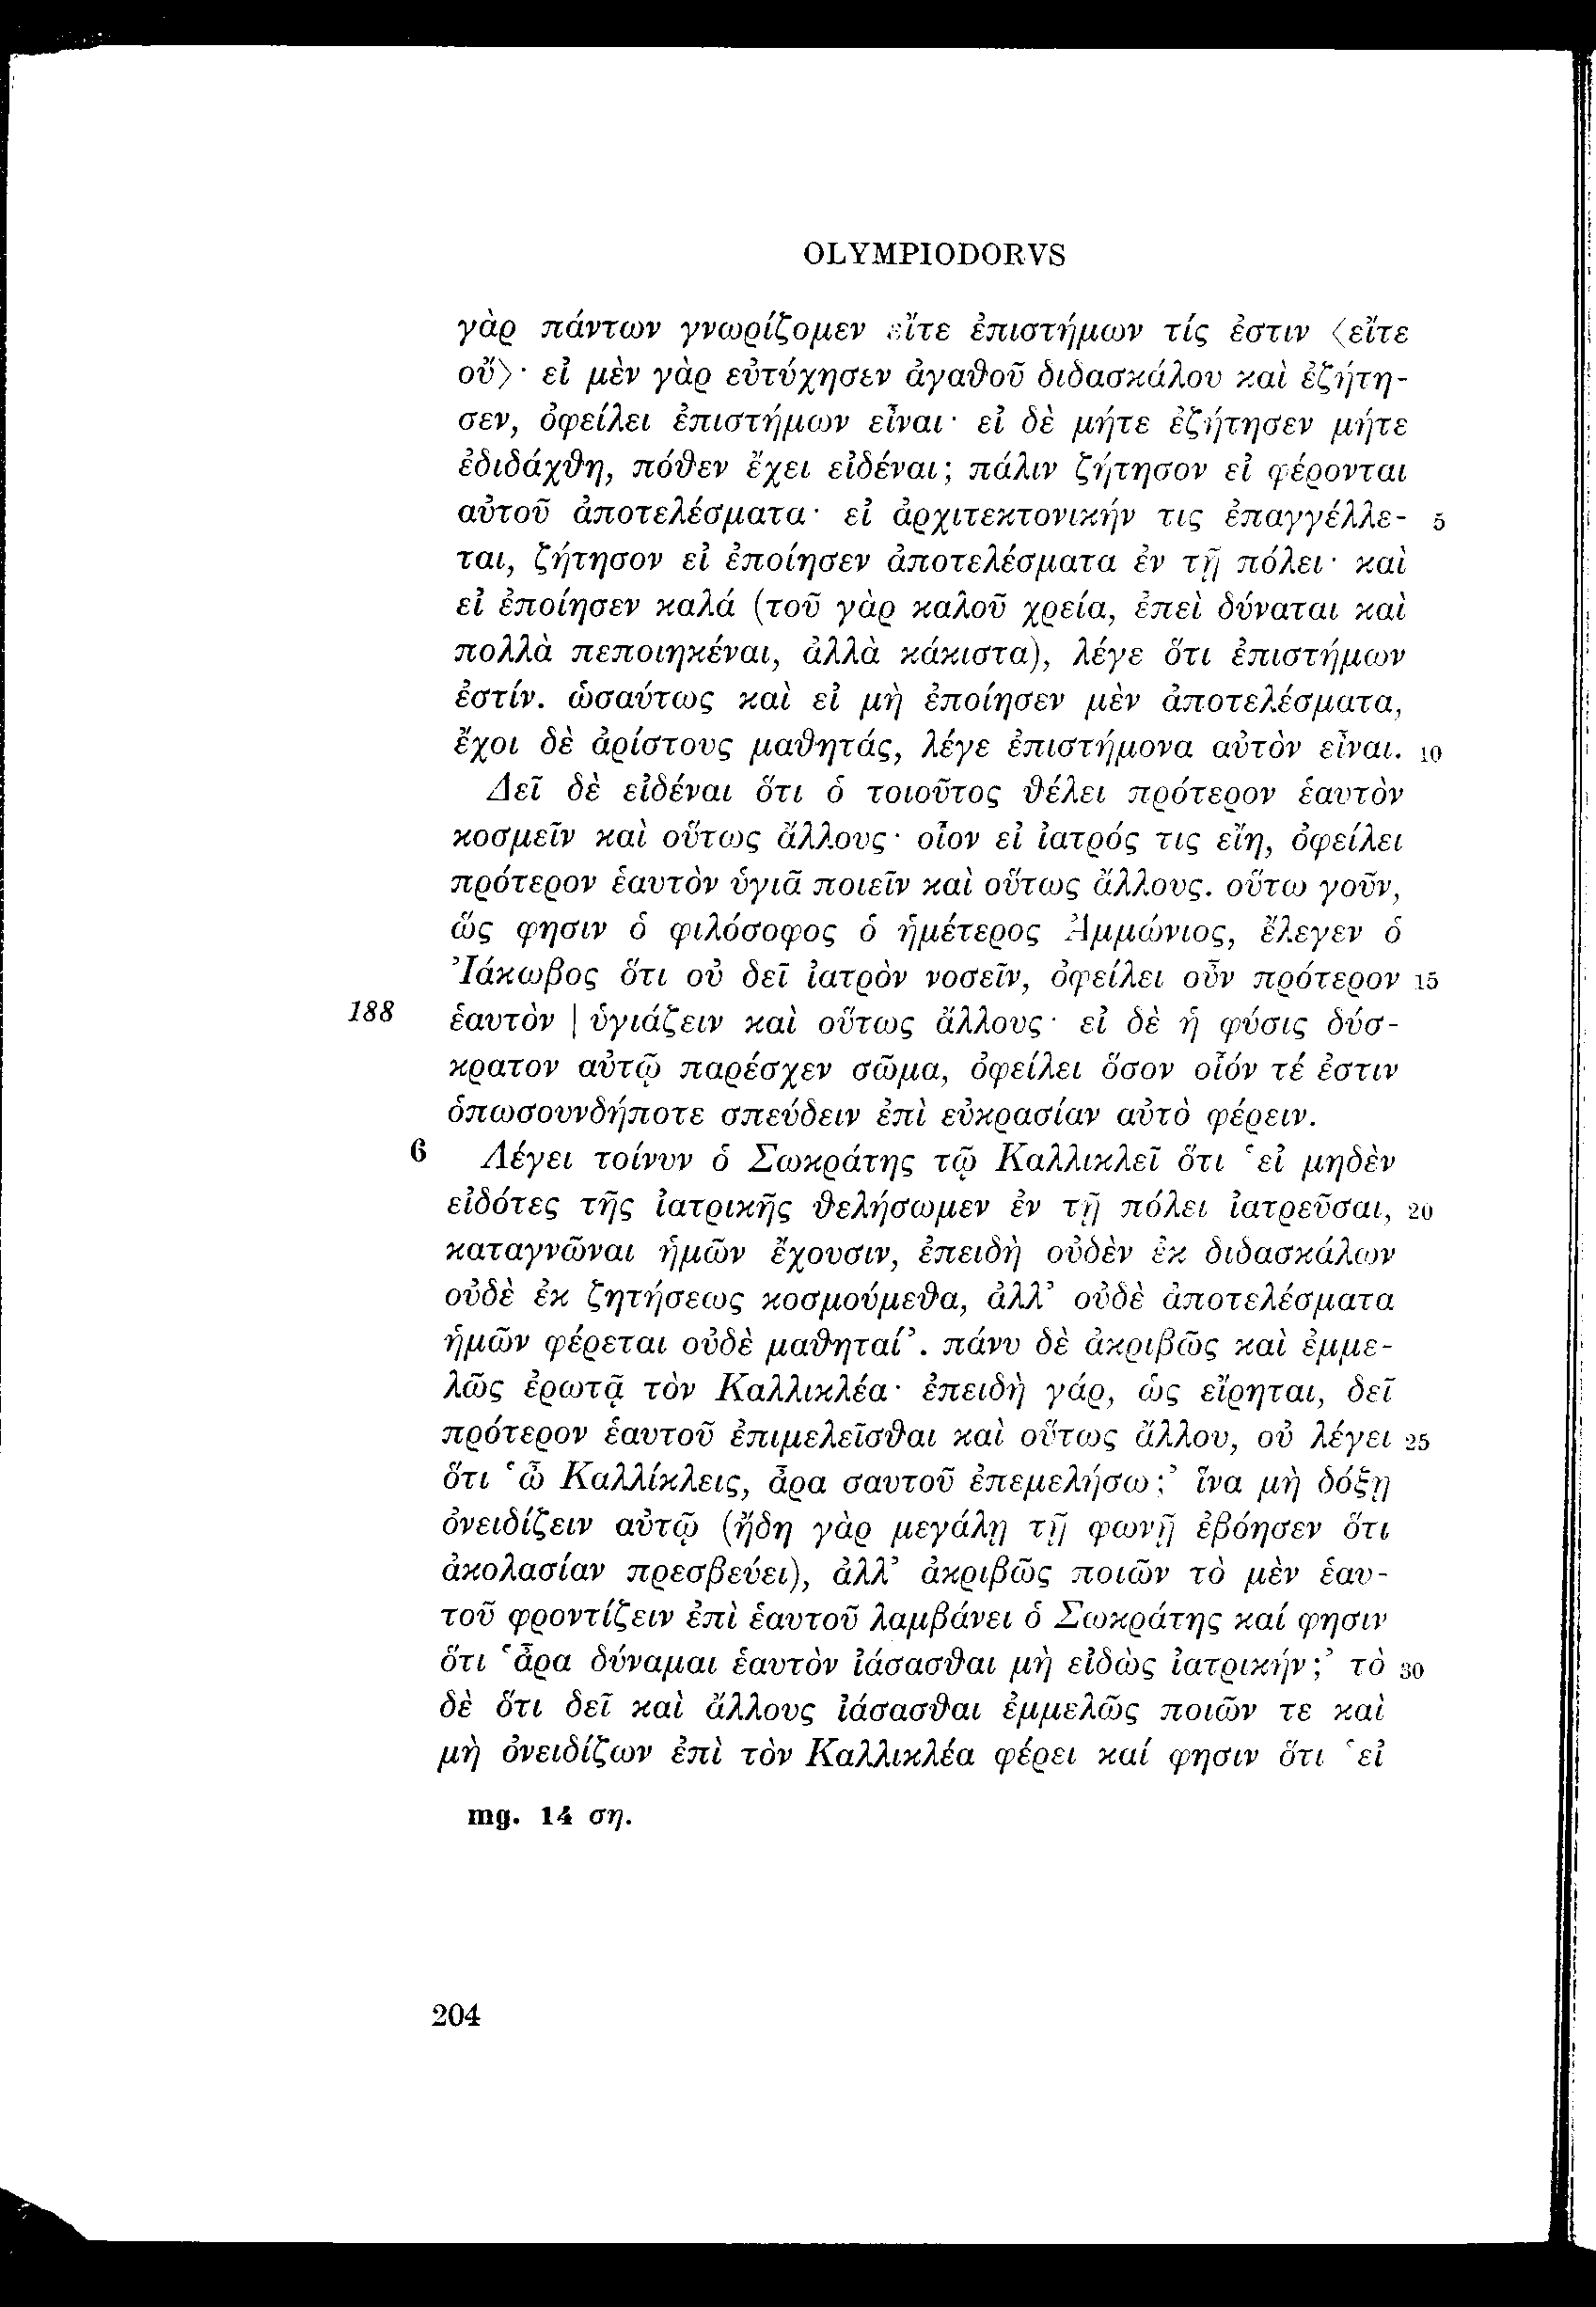 OLYMPIODORVS
γὰρ πάντων γνωρίζομεν εἴτε ἐπιστήμων τίς ἐστιν ⟨εἴτε
οὔ⟩· εἰ μὲν γὰρ εὐτύχησεν ἀγαθοῦ διδασκάλου καὶ ἐζήτη-
σεν, ὀφείλει ἐπιστήμων εἶναι· εἰ δὲ μήτε ἐζήτησεν μήτε
ἐδιδάχθη, πόθεν ἔχει εἰδέναι; πάλιν ζήτησον εἰ φέρονται
αὐτοῦ ἀποτελέσματα· εἰ ἀρχιτεκτονικήν τις ἐπαγγέλλε- 5
ται, ζήτησον εἰ ἐποίησεν ἀποτελέσματα ἐν τῇ πόλει· καὶ
εἰ ἐποίησεν καλά (τοῦ γὰρ καλοῦ χρεία, ἐπεὶ δύναται καὶ
πολλὰ πεποιηκέναι, ἀλλὰ κάκιστα), λέγε ὅτι ἐπιστήμων
ἐστίν. ὡσαύτως καὶ εἰ μὴ ἐποίησεν μὲν ἀποτελέσματα,
ἔχοι δὲ ἀρίστους μαθητάς, λέγε ἐπιστήμονα αὐτὸν εἶναι. 10
Δεῖ δὲ εἰδέναι ὅτι ὁ τοιοῦτος θέλει πρότερον ἑαυτὸν
κοσμεῖν καὶ οὕτως ἄλλους· οἷον εἰ ἰατρός τις εἴη, ὀφείλει
πρότερον ἑαυτὸν ὑγιᾶ ποιεῖν καὶ οὕτως ἄλλους. οὕτω γοῦν,
ὥς φησιν ὁ φιλόσοφος ὁ ἡμέτερος Ἀμμώνιος, ἔλεγεν ὁ
Ἰάκωβος ὅτι οὐ δεῖ ἰατρὸν νοσεῖν, ὀφείλει οὖν πρότερον 15
188 ἑαυτὸν | ὑγιάζειν καὶ οὕτως ἄλλους· εἰ δὲ ἡ φύσις δύσ-
κρατον αὐτῷ παρέσχεν σῶμα, ὀφείλει ὅσον οἷόν τέ ἐστιν
ὁπωσουνδήποτε σπεύδειν ἐπὶ εὐκρασίαν αὐτὸ φέρειν.
6 Λέγει τοίνυν ὁ Σωκράτης τῷ Καλλικλεῖ ὅτι ‘εἰ μηδὲν
εἰδότες τῆς ἰατρικῆς θελήσωμεν ἐν τῇ πόλει ἰατρεῦσαι, 20
καταγνῶναι ἡμῶν ἔχουσιν, ἐπειδὴ οὐδὲν ἐκ διδασκάλων
οὐδὲ ἐκ ζητήσεως κοσμούμεθα, ἀλλ’ οὐδὲ ἀποτελέσματα
ἡμῶν φέρεται οὐδὲ μαθηταί’. πάνυ δὲ ἀκριβῶς καὶ ἐμμε-
λῶς ἐρωτᾷ τὸν Καλλικλέα· ἐπειδὴ γάρ, ὡς εἴρηται, δεῖ
πρότερον ἑαυτοῦ ἐπιμελεῖσθαι καὶ οὕτως ἄλλου, οὐ λέγει 25
ὅτι ‘ὦ Καλλίκλεις, ἆρα σαυτοῦ ἐπεμελήσω;’ ἵνα μὴ δόξῃ
ὀνειδίζειν αὐτῷ (ἤδη γὰρ μεγάλῃ τῇ φωνῇ ἐβόησεν ὅτι
ἀκολασίαν πρεσβεύει), ἀλλ’ ἀκριβῶς ποιῶν τὸ μὲν ἑαυ-
τοῦ φροντίζειν ἐπὶ ἑαυτοῦ λαμβάνει ὁ Σωκράτης καί φησιν
ὅτι ‘ἆρα δύναμαι ἑαυτὸν ἰάσασθαι μὴ εἰδὼς ἰατρικήν;’ τὸ 30
δὲ ὅτι δεῖ καὶ ἄλλους ἰάσασθαι ἐμμελῶς ποιῶν τε καὶ
μὴ ὀνειδίζων ἐπὶ τὸν Καλλικλέα φέρει καί φησιν ὅτι ‘εἰ
mg. 14 ση.
204